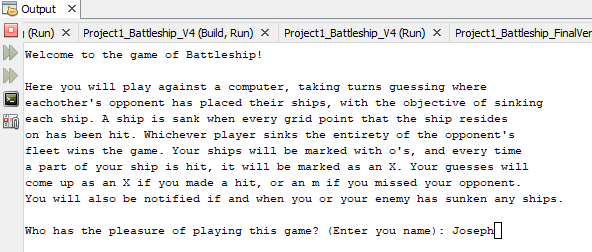 Output
(Run)
Project1_Battleship_V4 (Build, Run)
Project1_Battleship_V4 (Run)
Project1_Battleship_FinalVer
Welcome to the game of Battleship!
Here you will play against a computer, taking turns guessing where
eachother's opponent has placed their ships, with the objective of sinking
each ship. A ship is sank when every grid point that the ship resides
on has been hit. Whichever player sinks the entirety of the opponent's
fleet wins the game. Your ships will be marked with o's, and every time
a part of your ship is hit, it will be marked as an X. Your guesses will
come up as an X if you made a hit, or an m if you missed your opponent.
You will also be notified if and when you or your enemy has sunken any ships.
Who has the pleasure of playing this game? (Enter you name): Joseph